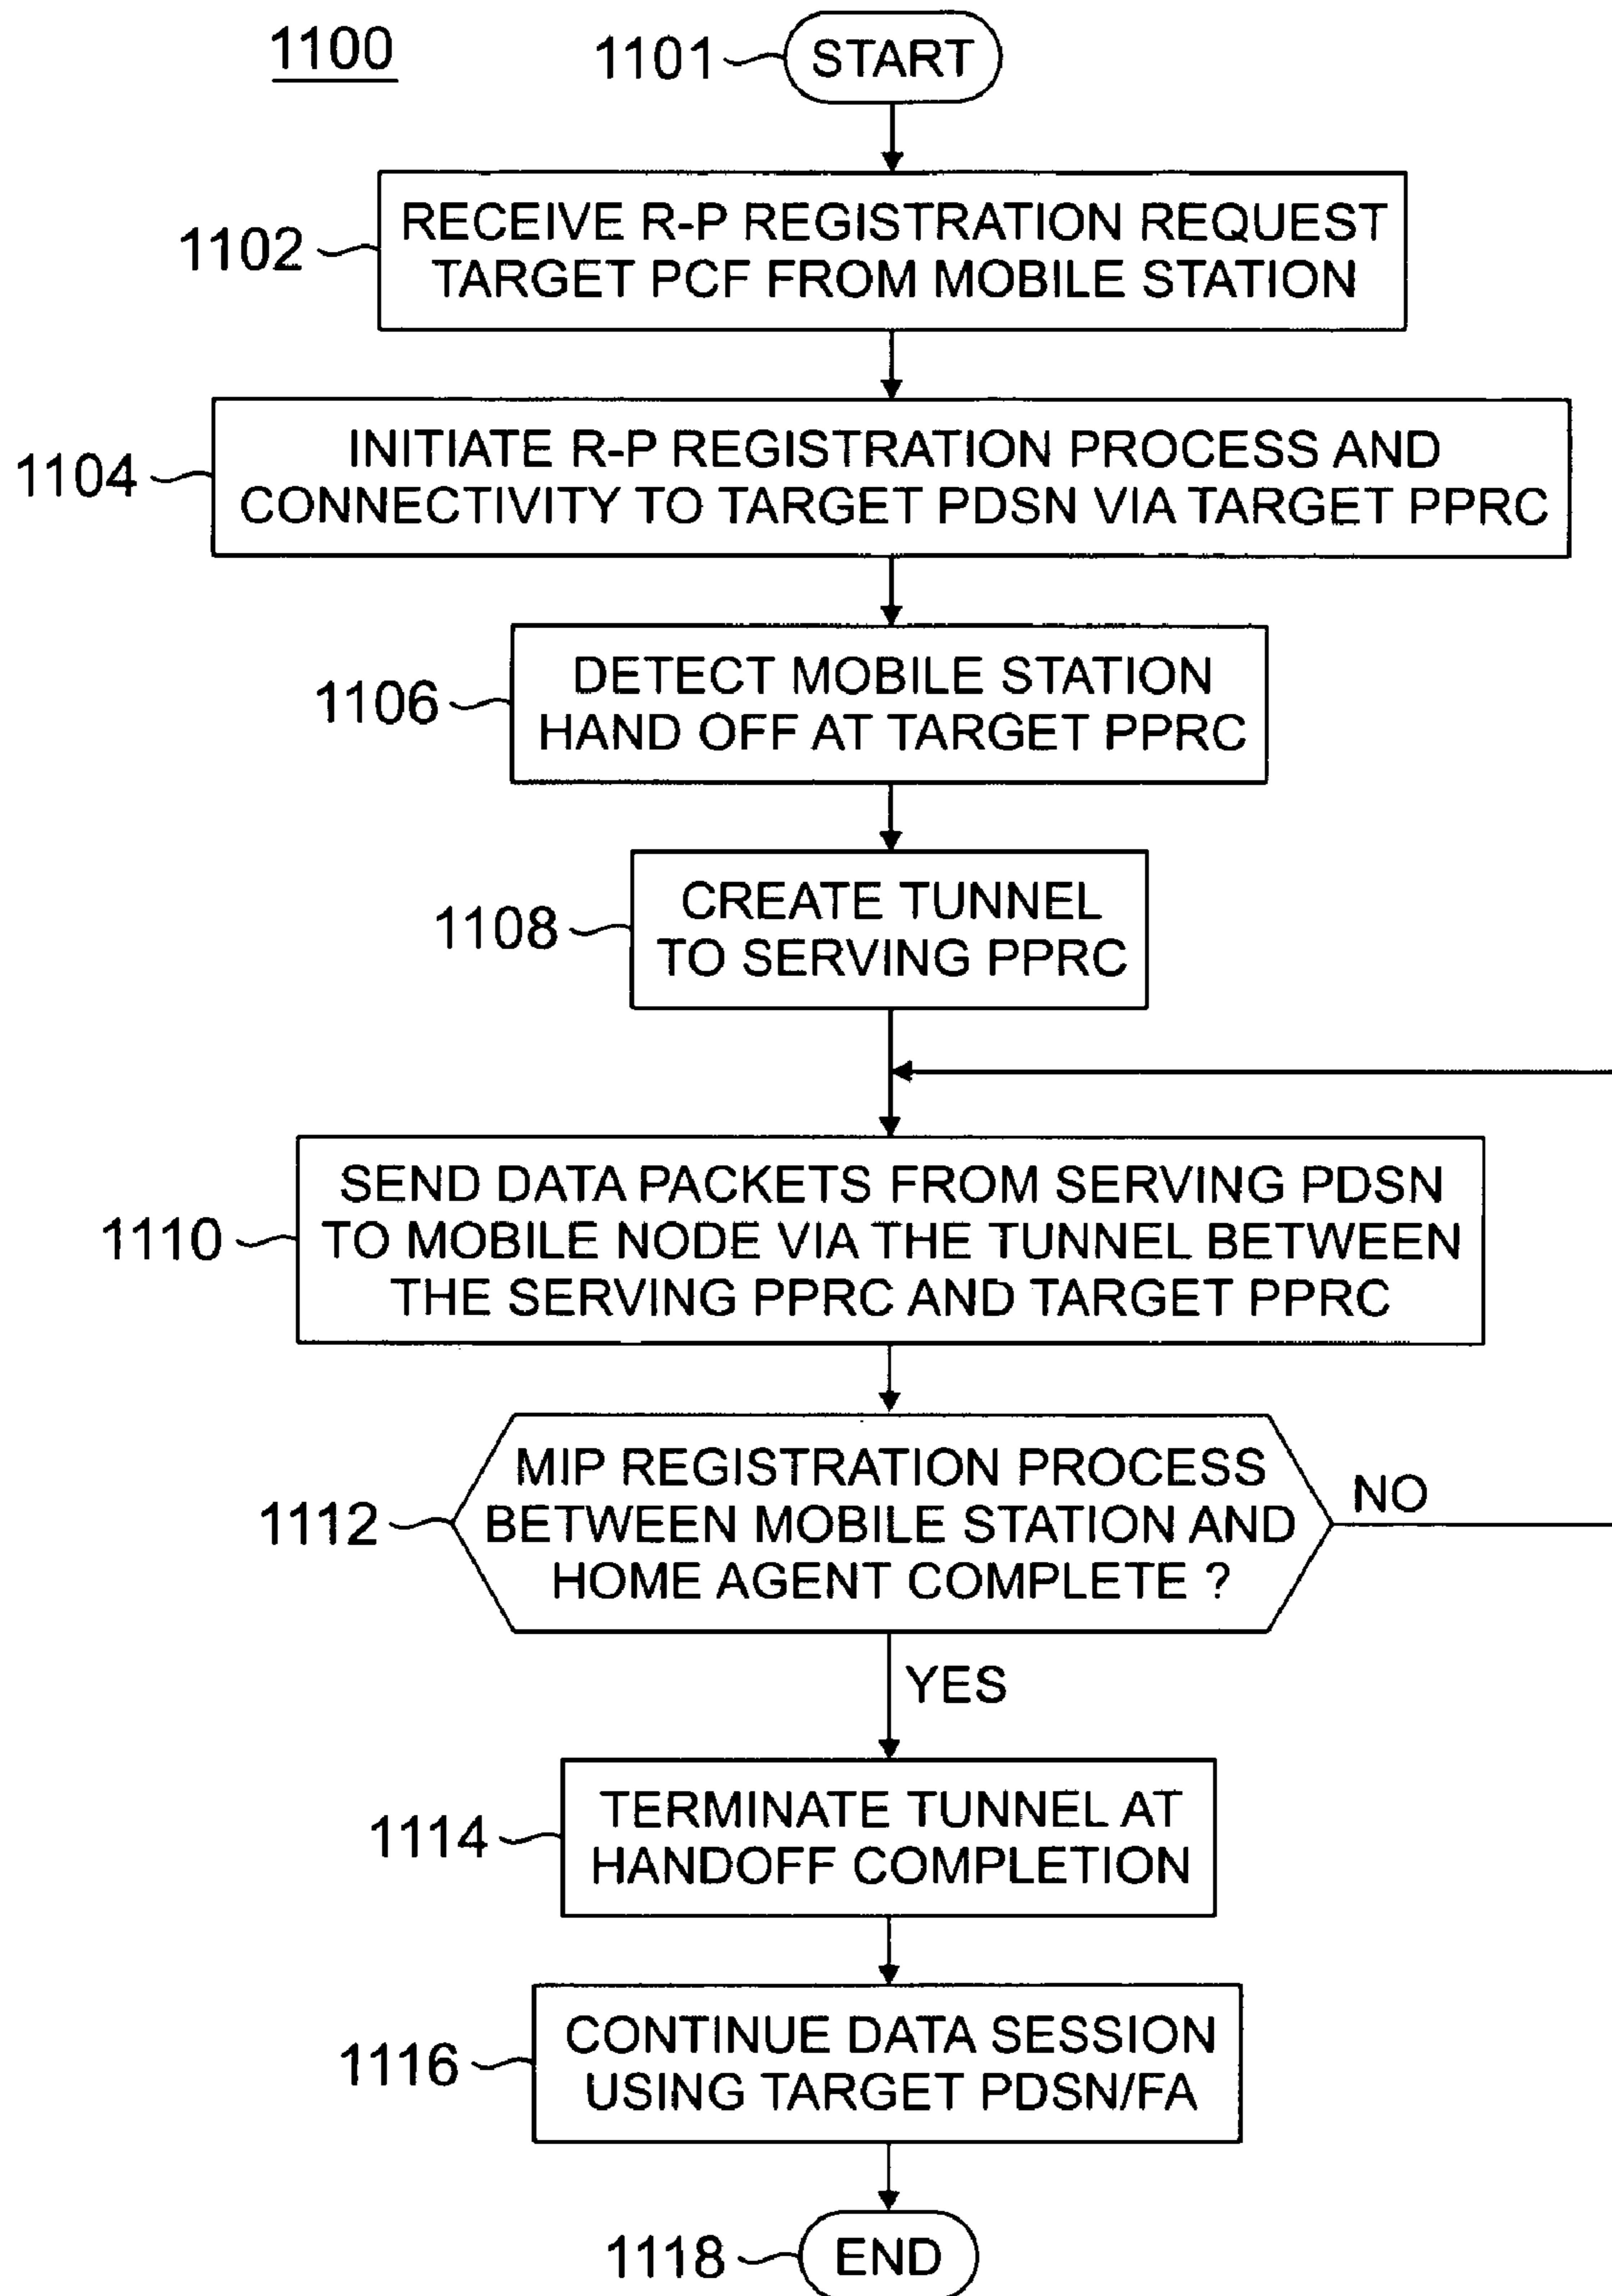 1100
1101
START
1102
RECEIVE R-P REGISTRATION REQUEST
TARGET PCF FROM MOBILE STATION
1104
INITIATE R-P REGISTRATION PROCESS AND
CONNECTIVITY TO TARGET PDSN VIA TARGET PPRC
1106
DETECT MOBILE STATION
HAND OFF AT TARGET PPRC
1108
CREATE TUNNEL
TO SERVING PPRC
1110
SEND DATA PACKETS FROM SERVING PDSN
TO MOBILE NODE VIA THE TUNNEL BETWEEN
THE SERVING PPRC AND TARGET PPRC
1112
MIP REGISTRATION PROCESS
BETWEEN MOBILE STATION AND
HOME AGENT COMPLETE ?
NO
YES
1114
TERMINATE TUNNEL AT
HANDOFF COMPLETION
1116
CONTINUE DATA SESSION
USING TARGET PDSN/FA
1118
END